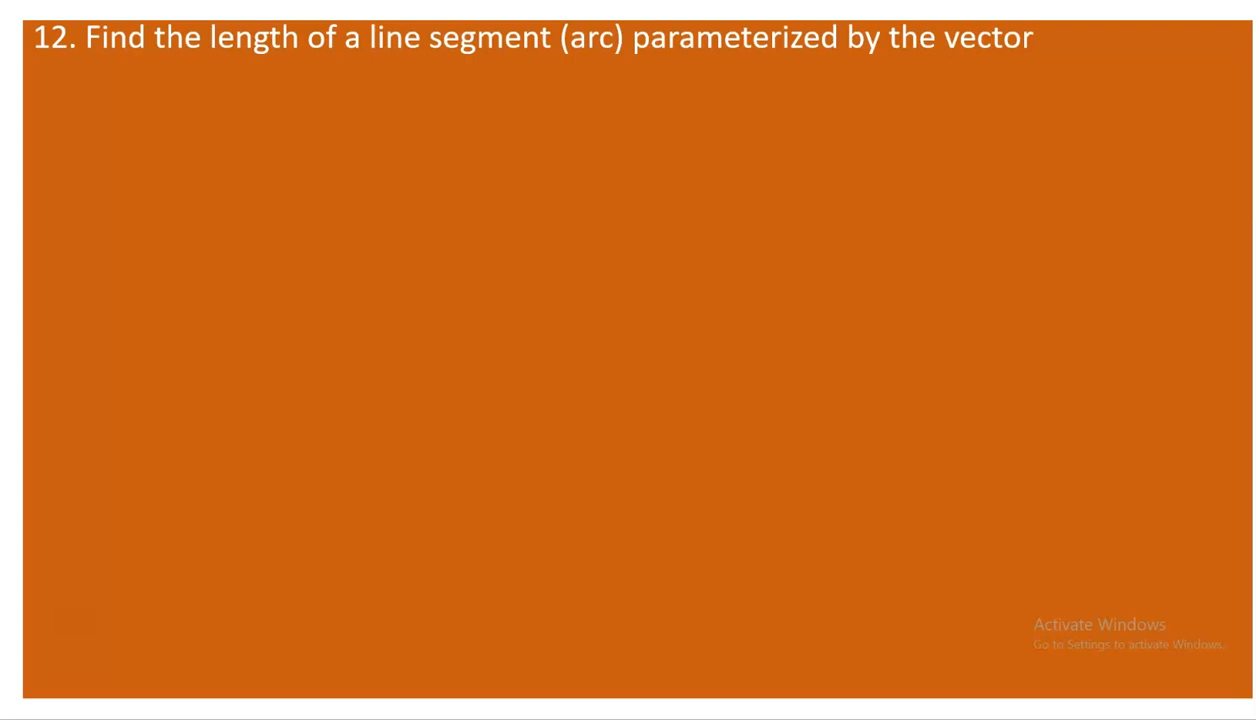 12. Find the length of a line segment (arc) parameterized by the vector
Activate Windows
Go to Settings to activate Windows.